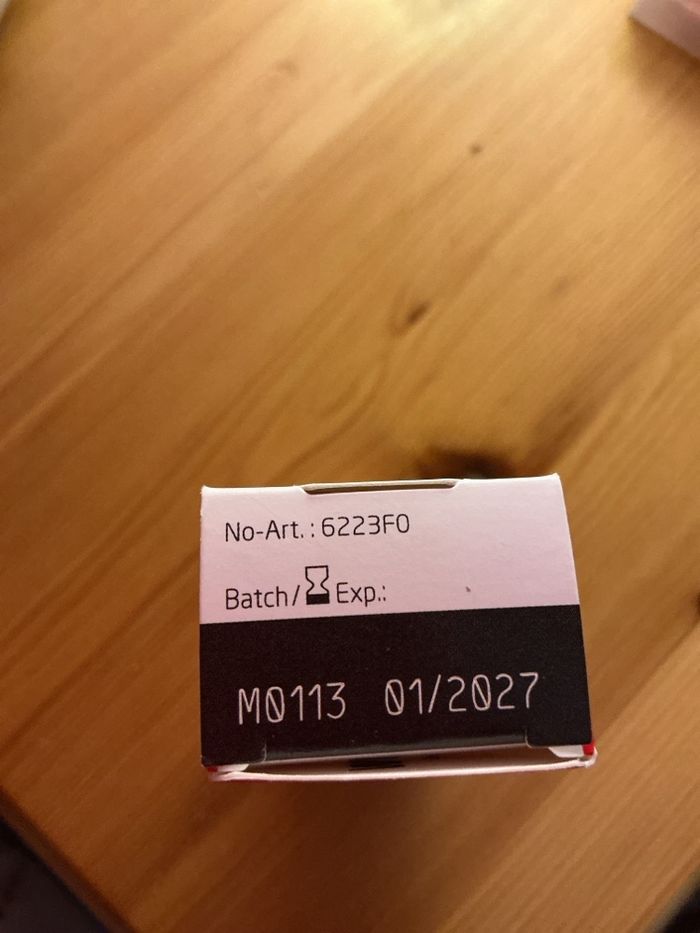 No-Art.: 6223F0
Batch/ Exp.:
M0113 01/2027